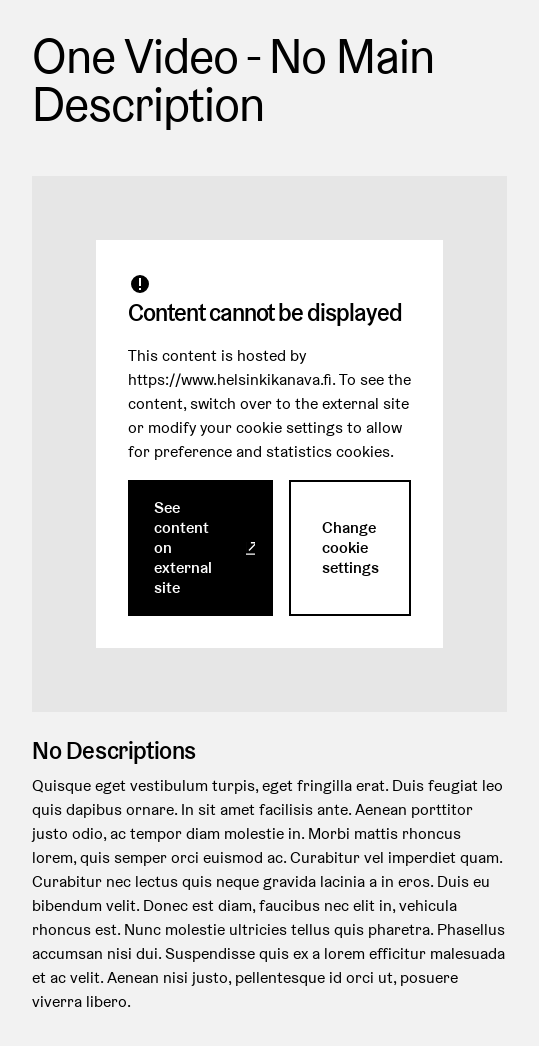 One Video - No Main
Description
Content cannot be displayed
This content is hosted by
https://www.helsinkikanava.fi. To see the
content, switch over to the external site
or modify your cookie settings to allow
for preference and statistics cookies.
See
content
on
external
site
Change
cookie
settings
No Descriptions
Quisque eget vestibulum turpis, eget fringilla erat. Duis feugiat leo
quis dapibus ornare. In sit amet facilisis ante. Aenean porttitor
justo odio, ac tempor diam molestie in. Morbi mattis rhoncus
lorem, quis semper orci euismod ac. Curabitur vel imperdiet quam.
Curabitur nec lectus quis neque gravida lacinia a in eros. Duis eu
bibendum velit. Donec est diam, faucibus nec elit in, vehicula
rhoncus est. Nunc molestie ultricies tellus quis pharetra. Phasellus
accumsan nisi dui. Suspendisse quis ex a lorem efficitur malesuada
et ac velit. Aenean nisi justo, pellentesque id orci ut, posuere
viverra libero.